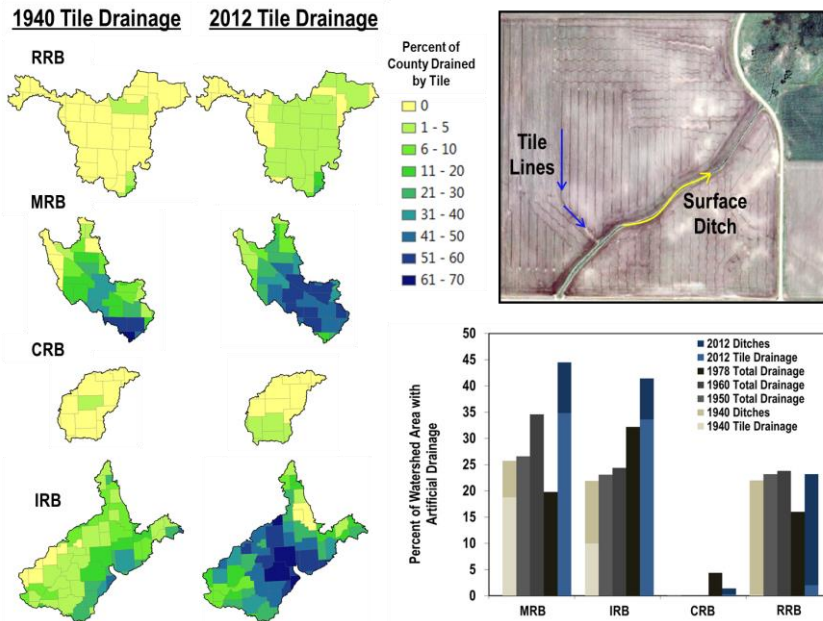 1940 Tile Drainage
2012 Tile Drainage
RRB
MRB
CRB
IRB
Percent of
County Drained
by Tile
0
1 - 5
6 - 10
11 - 20
21 - 30
31 - 40
41 - 50
51 - 60
61 - 70
Tile
Lines
Surface
Ditch
Percent of Watershed Area with
Artificial Drainage
50
45
40
35
30
25
20
15
10
5
0
2012 Ditches
2012 Tile Drainage
1978 Total Drainage
1960 Total Drainage
1950 Total Drainage
1940 Ditches
1940 Tile Drainage
MRB
IRB
CRB
RRB